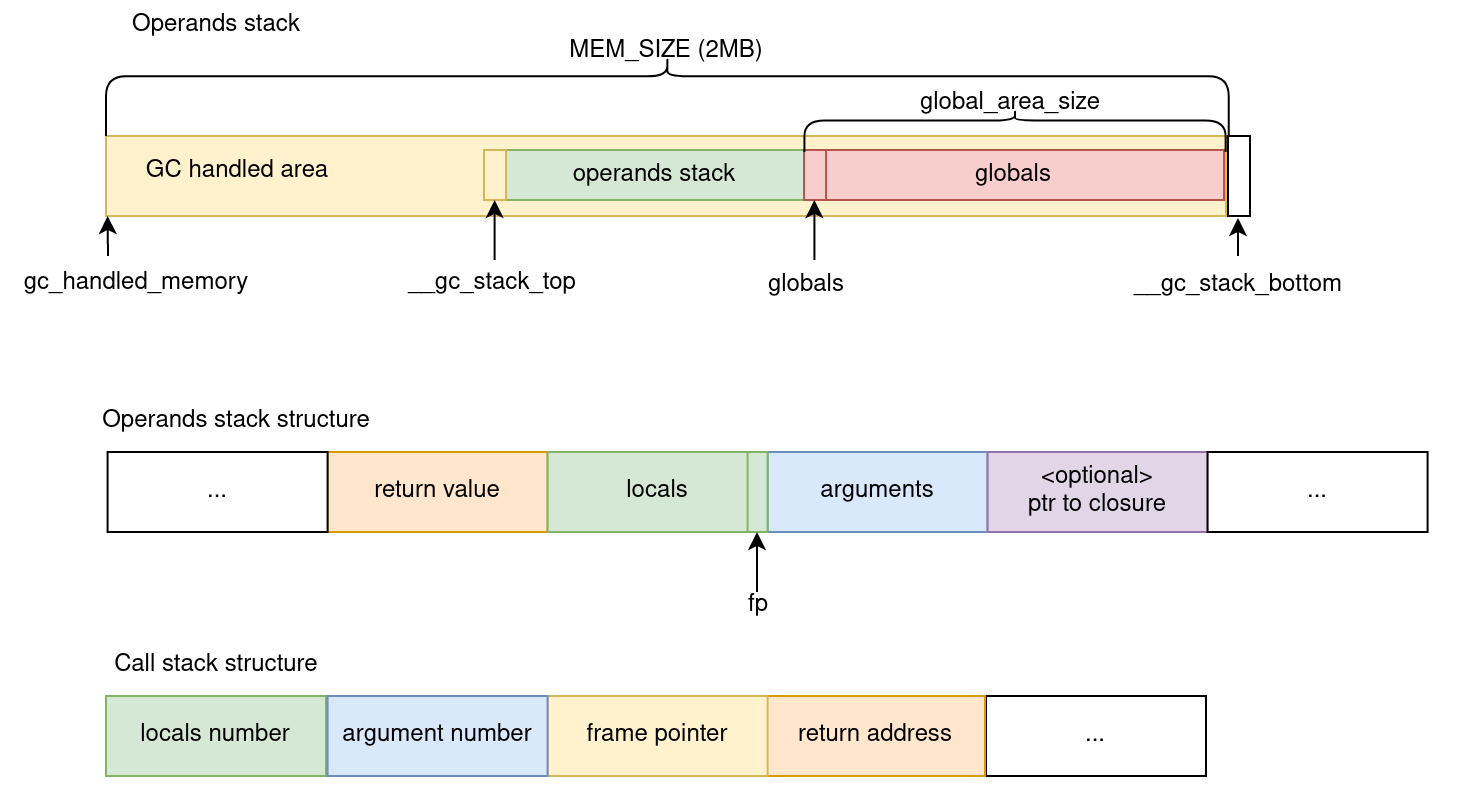 Operands stack
MEM_SIZE (2MB)
global_area_size
GC handled area
operands stack
globals
gc_handled_memory
__gc_stack_top
globals
__gc_stack_bottom
Operands stack structure
...
return value
locals
arguments
<optional>
ptr to closure
...
fp
Call stack structure
locals number
argument number
frame pointer
return address
...